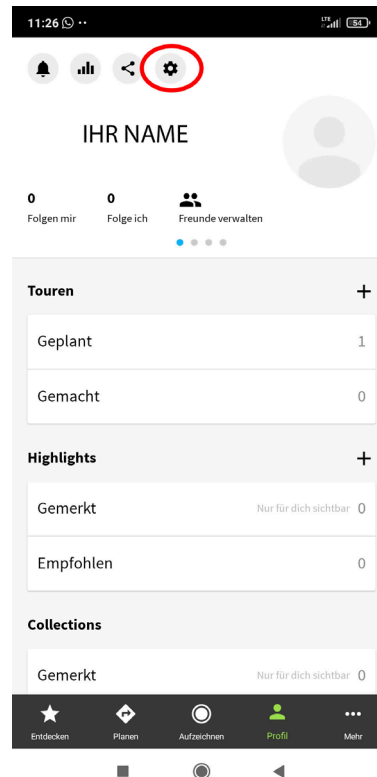 11:26
LTE
54
IHR NAME
0 0
Folgen mir Folge ich Freunde verwalten
Touren
Geplant 1
Gemacht 0
Highlights
Gemerkt Nur für dich sichtbar 0
Empfohlen 0
Collections
Gemerkt Nur für dich sichtbar 0
Entdecken Planen Aufzeichnen Profil Mehr